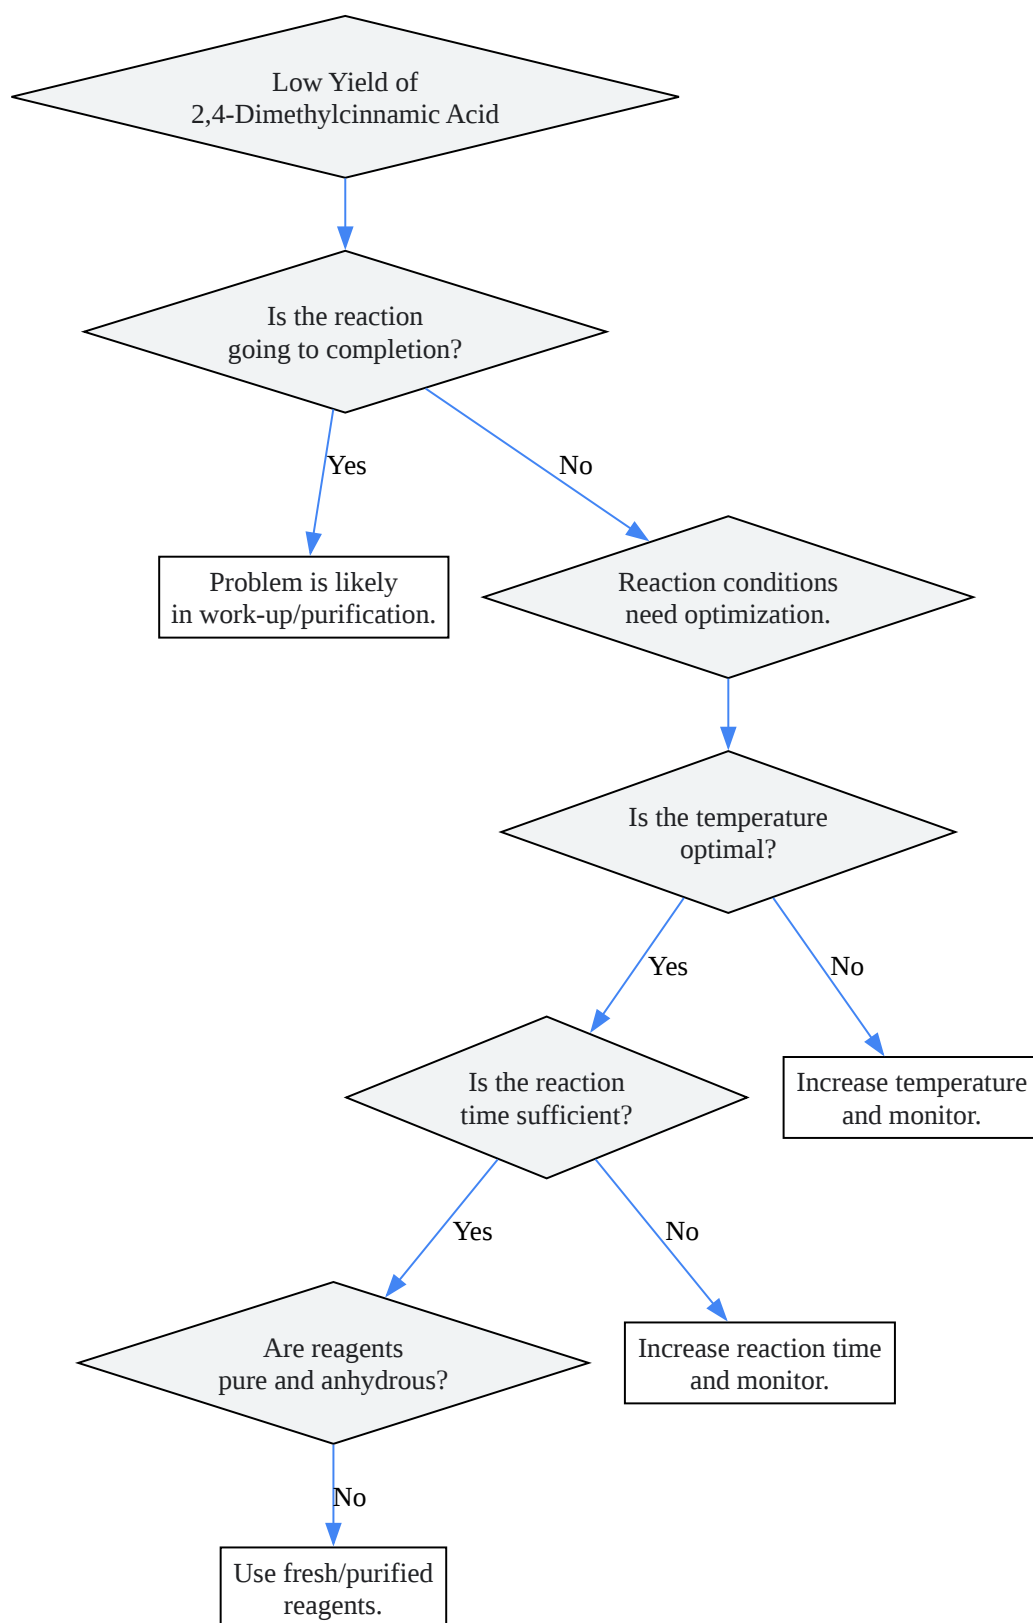 Low Yield of
2,4-Dimethylcinnamic Acid
Is the reaction
going to completion?
Yes
No
Problem is likely
in work-up/purification.
Reaction conditions
need optimization.
Is the temperature
optimal?
Yes
No
Is the reaction
time sufficient?
Increase temperature
and monitor.
Yes
No
Are reagents
pure and anhydrous?
Increase reaction time
and monitor.
No
Use fresh/purified
reagents.